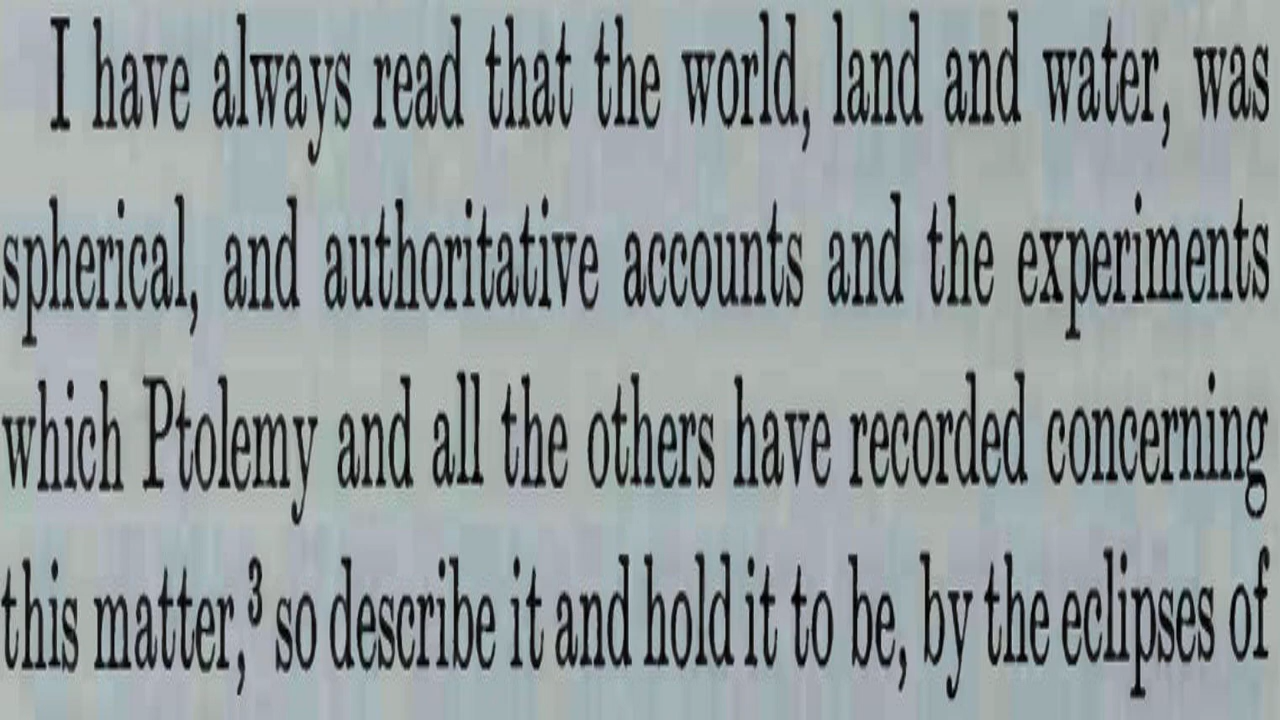 I have always read that the world, land and water, was
spherical, and authoritative accounts and the experiments
which Ptolemy and all the others have recorded concerning
this matter,³ so describe it and hold it to be, by the eclipses of